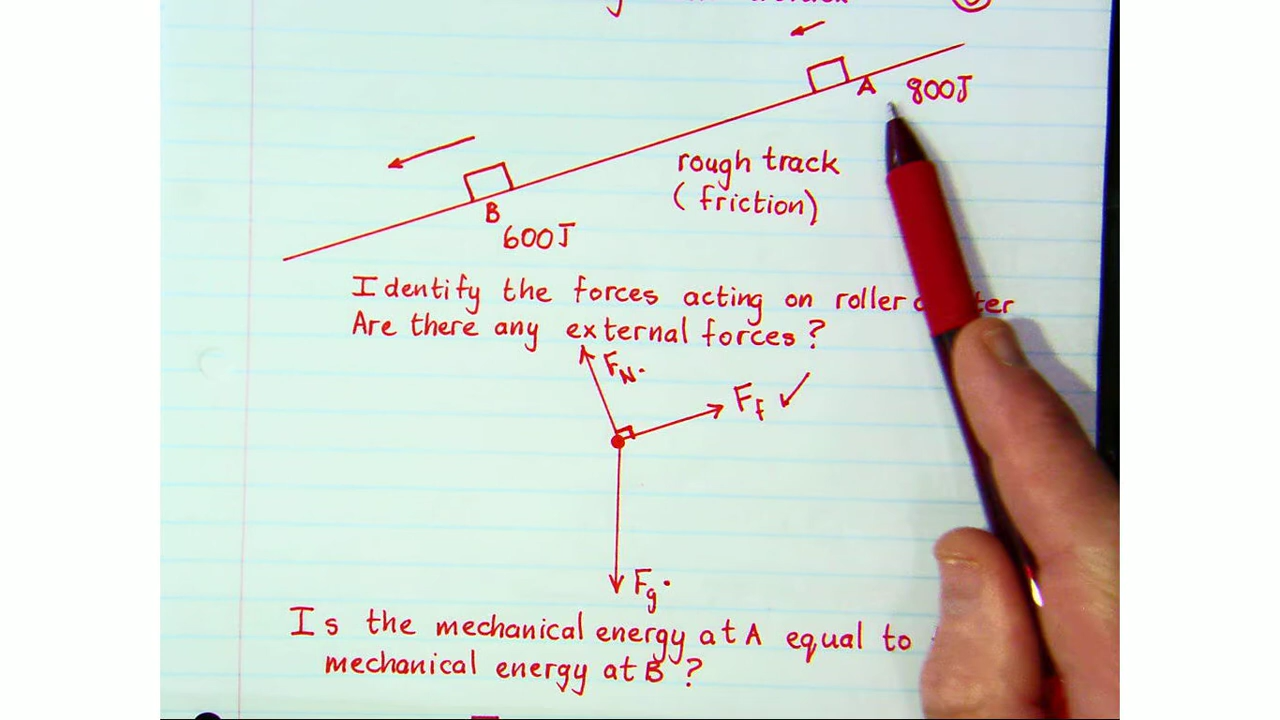 A 800J
rough track
(friction)
B
600J
Identify the forces acting on roller
Are there any external forces?
FN.
Ff ✓
Fg.
Is the mechanical energy at A equal to
mechanical energy at B?